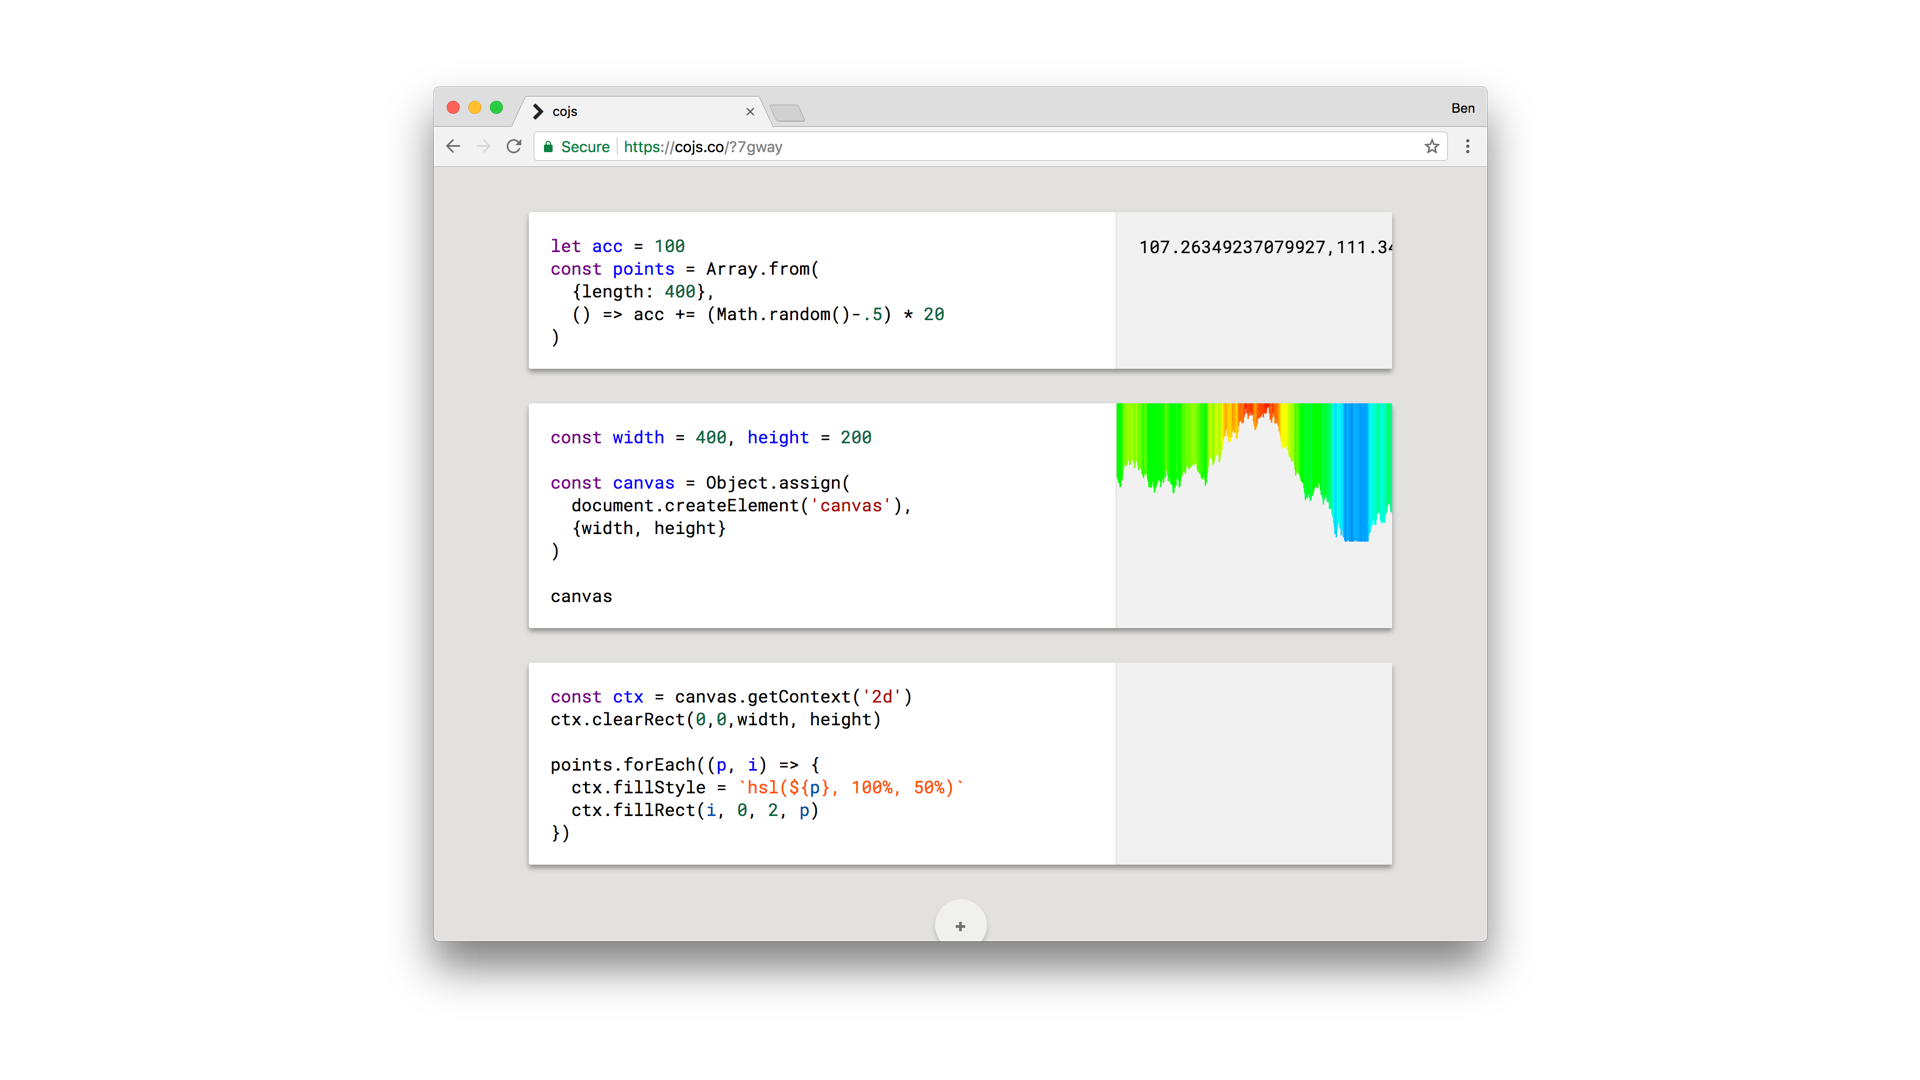 cojs
Ben
Secure https://cojs.co/?7gway
let acc = 100
const points = Array.from(
  {length: 400},
  () => acc += (Math.random()-.5) * 20
)
107.26349237079927,111.34
const width = 400, height = 200
const canvas = Object.assign(
  document.createElement('canvas'),
  {width, height}
)
canvas
const ctx = canvas.getContext('2d')
ctx.clearRect(0,0,width, height)
points.forEach((p, i) => {
  ctx.fillStyle = `hsl(${p}, 100%, 50%)`
  ctx.fillRect(i, 0, 2, p)
})
+